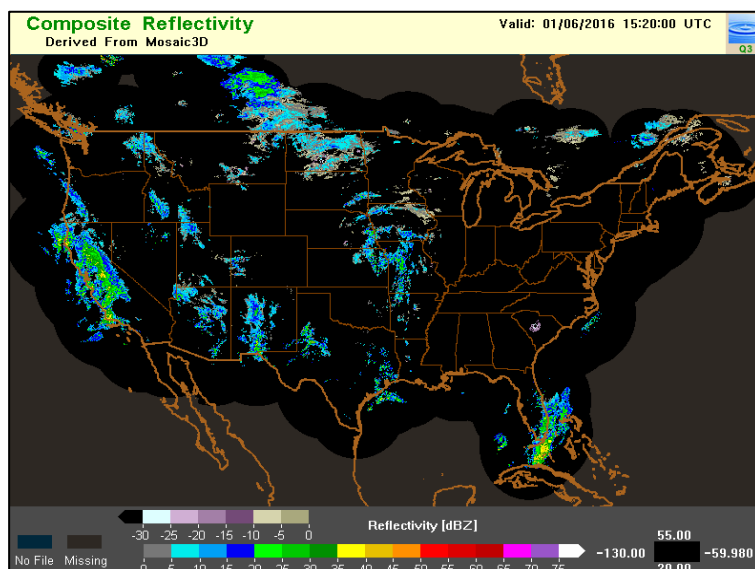 Composite Reflectivity
Derived From Mosaic3D
Valid: 01/06/2016 15:20:00 UTC
Q3
-30 -25 -20 -15 -10 -5 0
Reflectivity [dBZ]
No File
Missing
0 5 10 15 20 25 30 35 40 45 50 55 60 65 70 75
55.00
-130.00
-59.980
20.00